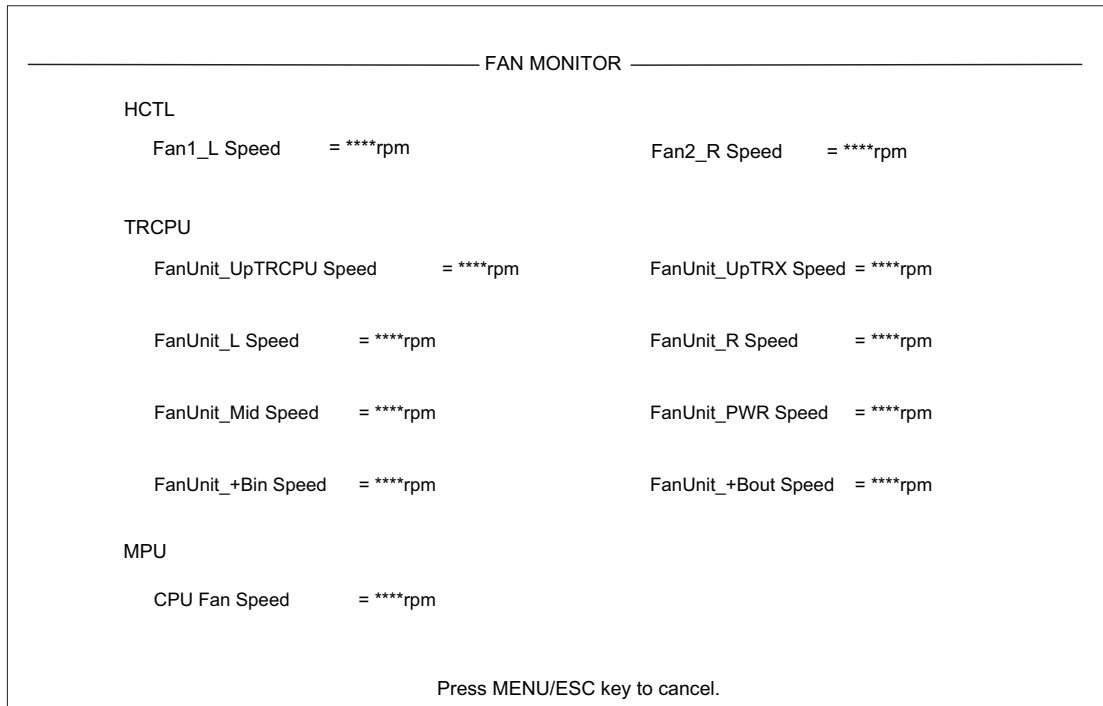 FAN MONITOR
HCTL
Fan1_L Speed = ****rpm Fan2_R Speed = ****rpm
TRCPU
FanUnit_UpTRCPU Speed = ****rpm FanUnit_UpTRX Speed = ****rpm
FanUnit_L Speed = ****rpm FanUnit_R Speed = ****rpm
FanUnit_Mid Speed = ****rpm FanUnit_PWR Speed = ****rpm
FanUnit_+Bin Speed = ****rpm FanUnit_+Bout Speed = ****rpm
MPU
CPU Fan Speed = ****rpm
Press MENU/ESC key to cancel.